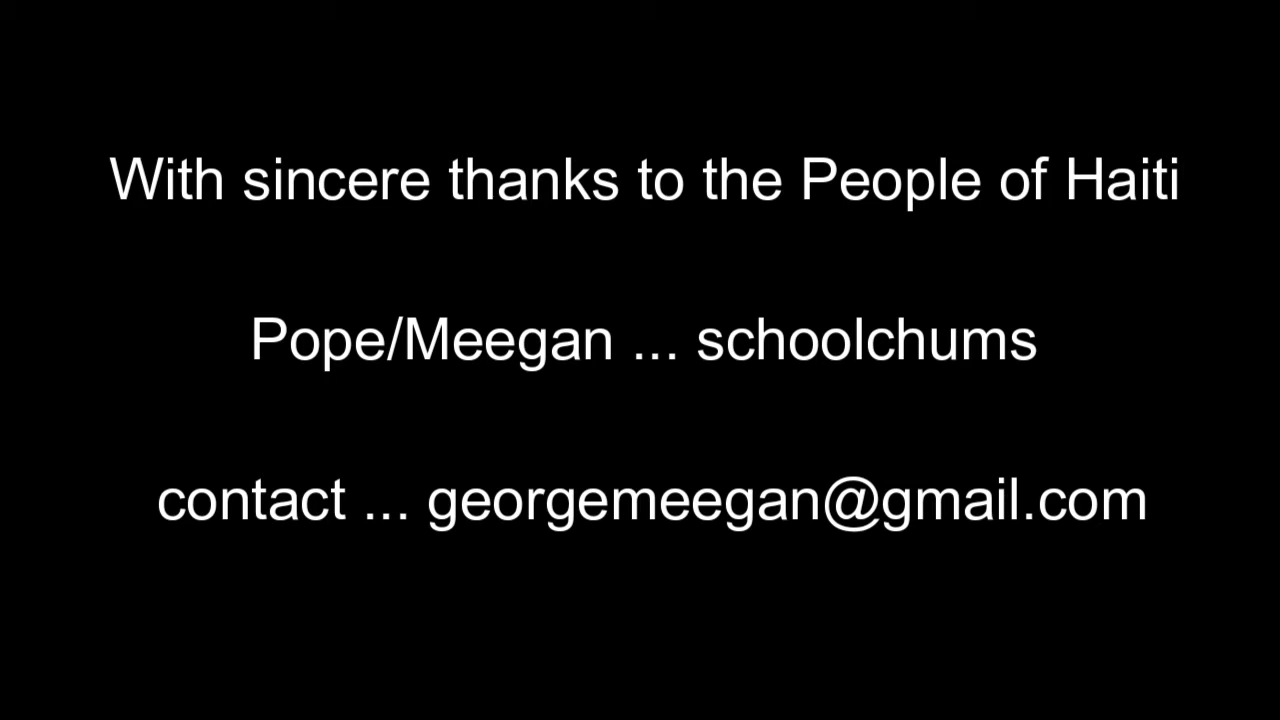 With sincere thanks to the People of Haiti
Pope/Meegan ... schoolchums
contact ... georgemeegan@gmail.com